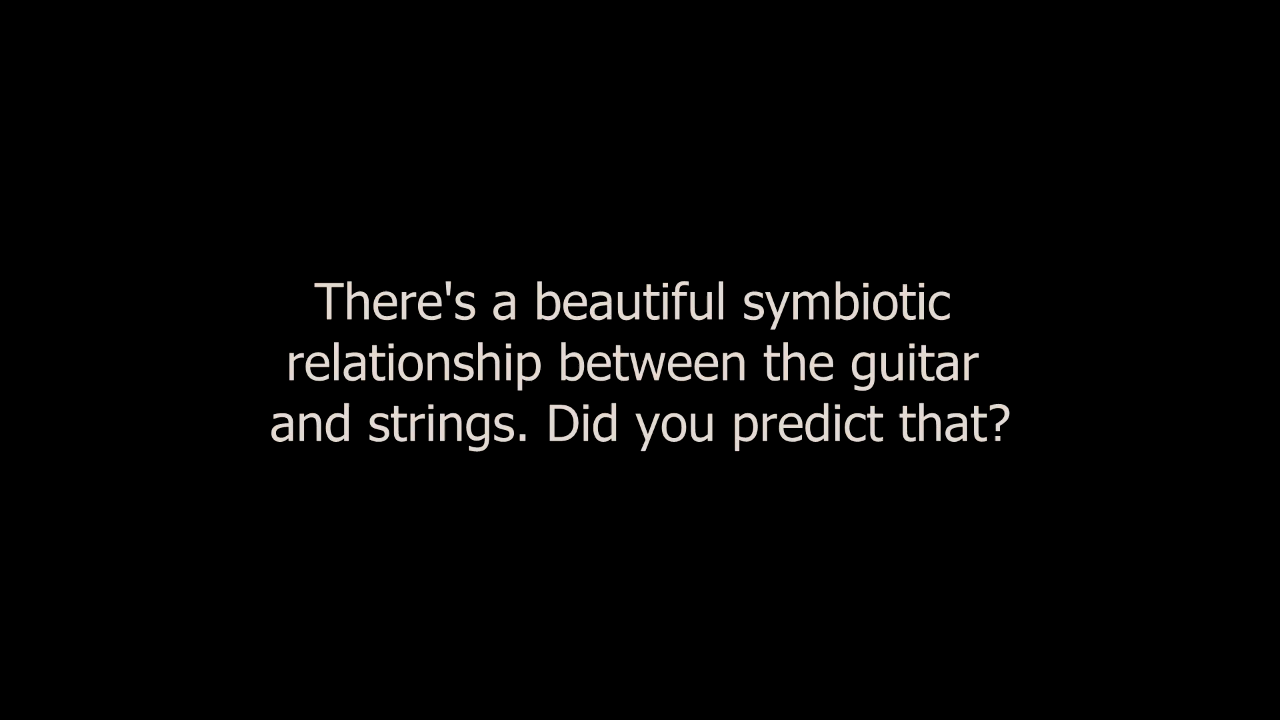 There's a beautiful symbiotic
relationship between the guitar
and strings. Did you predict that?